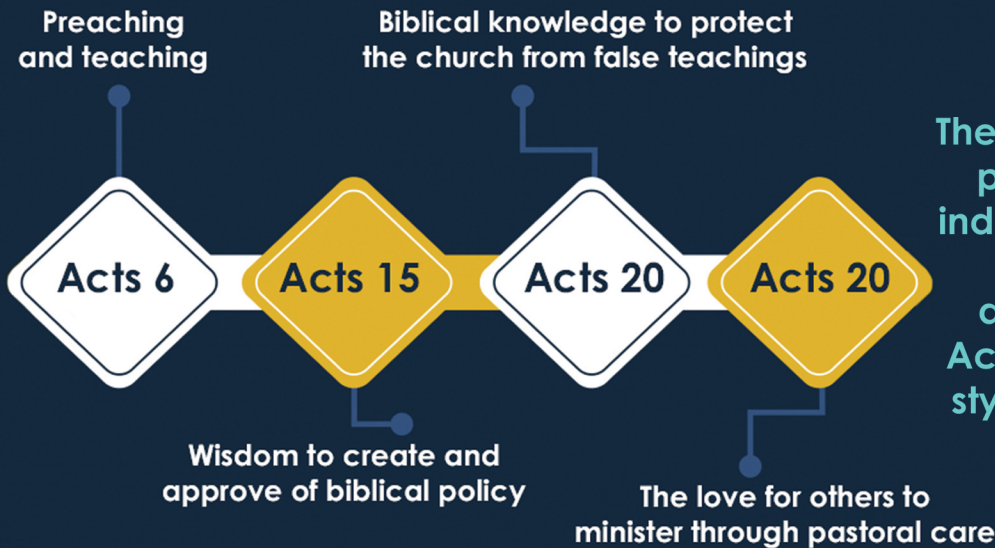 Preaching
and teaching
Biblical knowledge to protect
the church from false teachings
Acts 6
Acts 15
Acts 20
Acts 20
Wisdom to create and
approve of biblical policy
The love for others to
minister through pastoral care
The